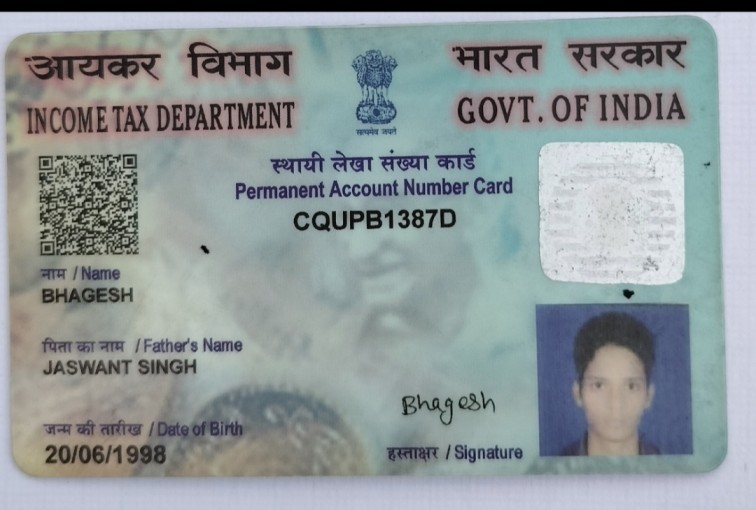 आयकर विभाग
INCOME TAX DEPARTMENT
भारत सरकार
GOVT. OF INDIA
सत्यमेव जयते
स्थायी लेखा संख्या कार्ड
Permanent Account Number Card
CQUPB1387D
नाम / Name
BHAGESH
पिता का नाम / Father's Name
JASWANT SINGH
जन्म की तारीख / Date of Birth
20/06/1998
Bhagesh
हस्ताक्षर / Signature